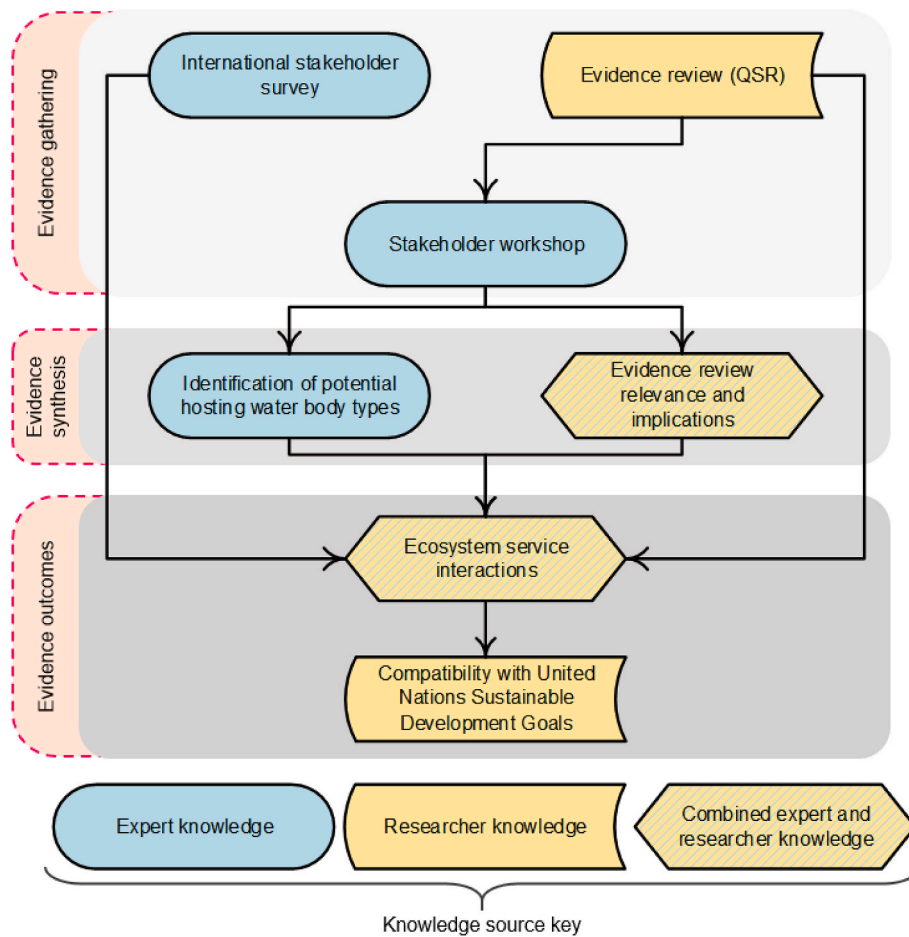 Evidence gathering
International stakeholder
survey
Evidence review (QSR)
Stakeholder workshop
Evidence
synthesis
Identification of potential
hosting water body types
Evidence review
relevance and
implications
Evidence outcomes
Ecosystem service
interactions
Compatibility with United
Nations Sustainable
Development Goals
Expert knowledge
Researcher knowledge
Combined expert and
researcher knowledge
Knowledge source key